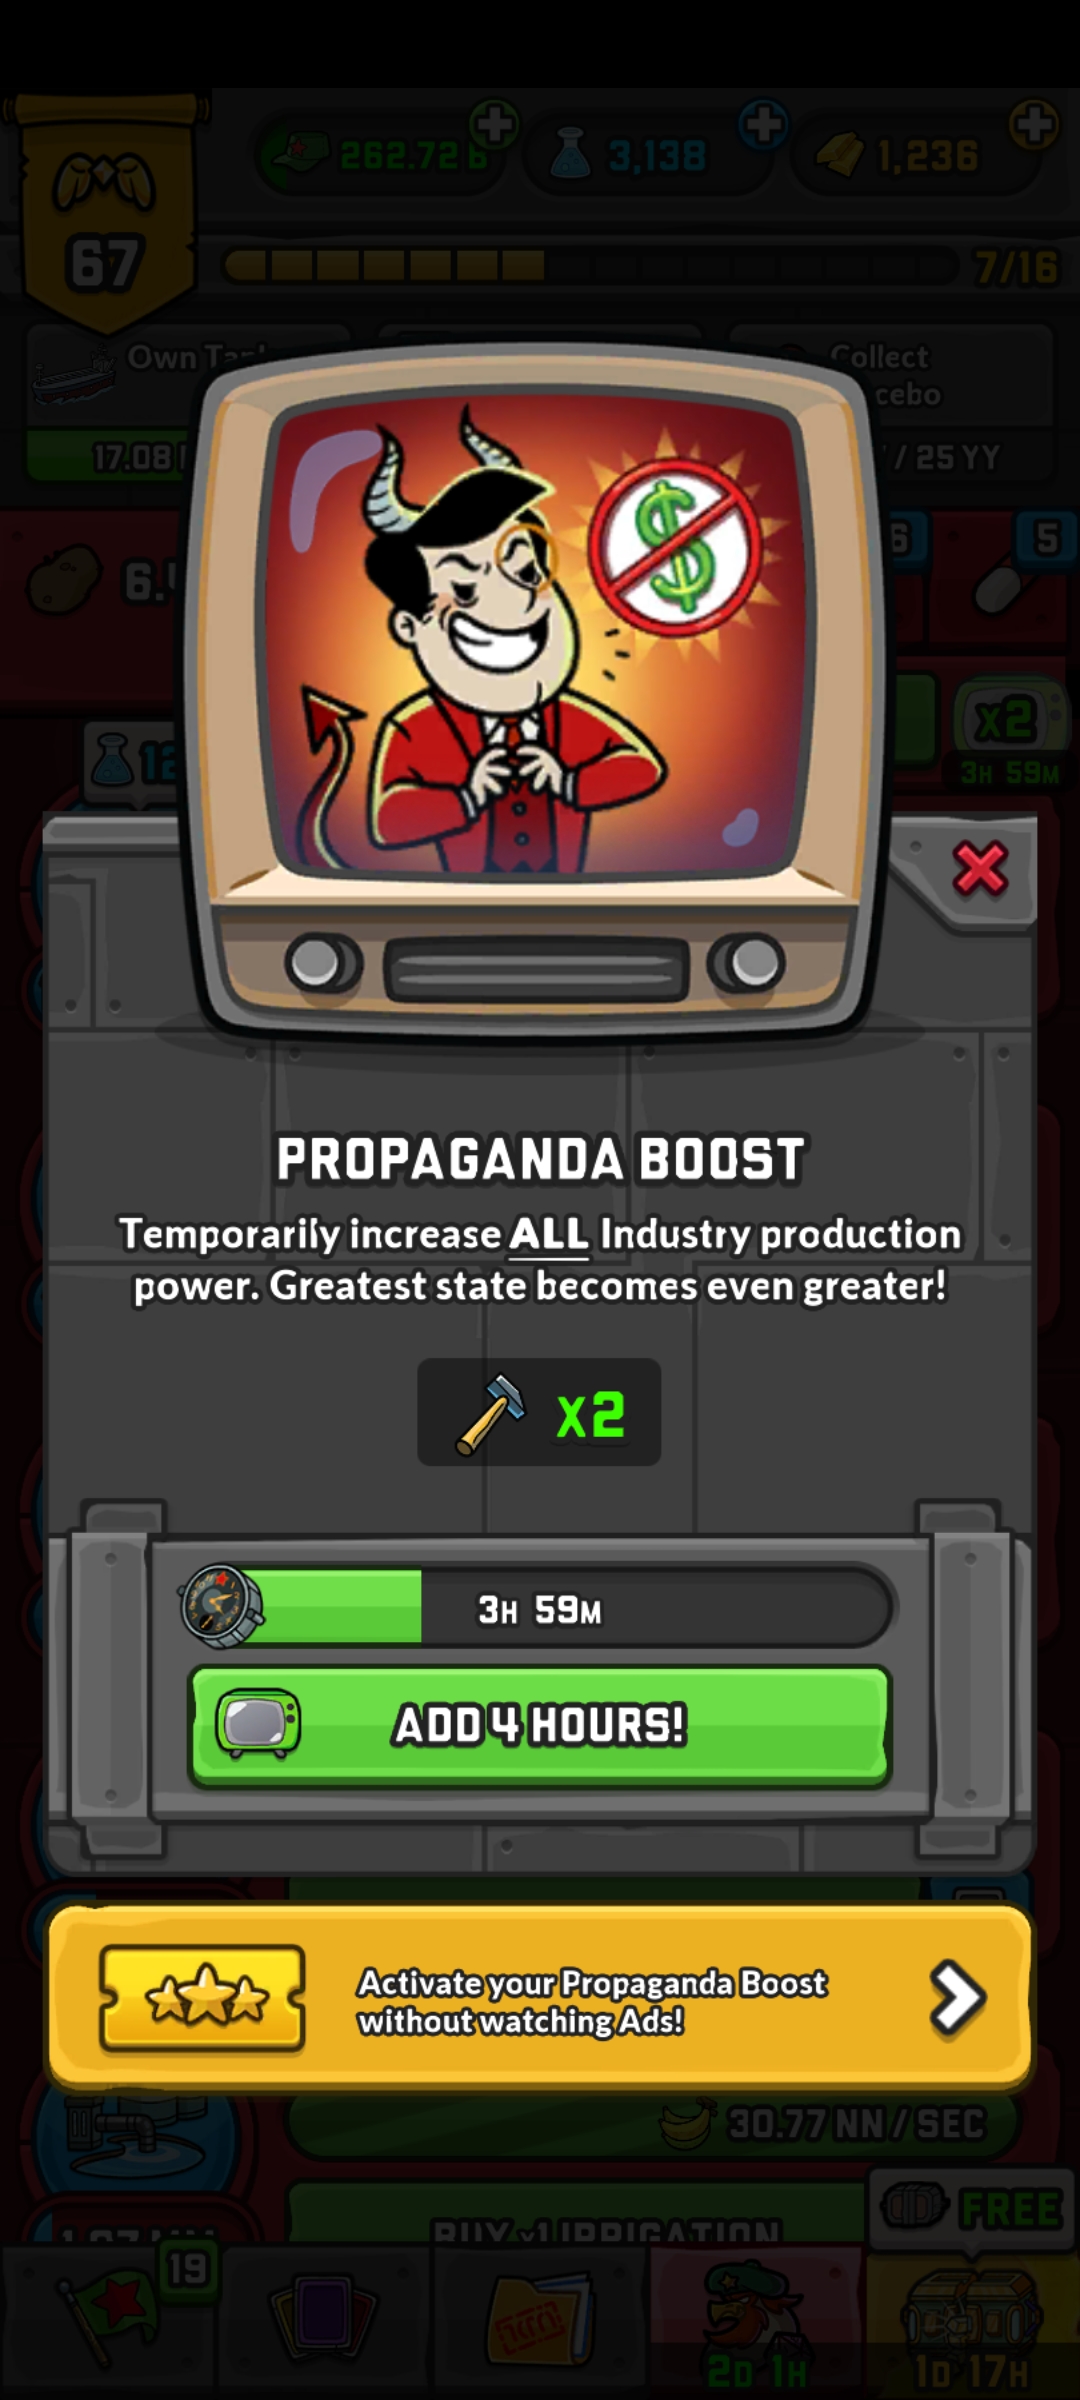 262.72 b
3,138
1,236
67
7/16
Own
Collect
cebo
17.08
/ 25 YY
6
5
x2
3H 59M
PROPAGANDA BOOST
Temporarily increase ALL Industry production
power. Greatest state becomes even greater!
x2
3H 59M
ADD 4 HOURS!
Activate your Propaganda Boost
without watching Ads!
30.77 NN / SEC
FREE
BUY x1 IRRIGATION
19
2D 1H
1D 17H